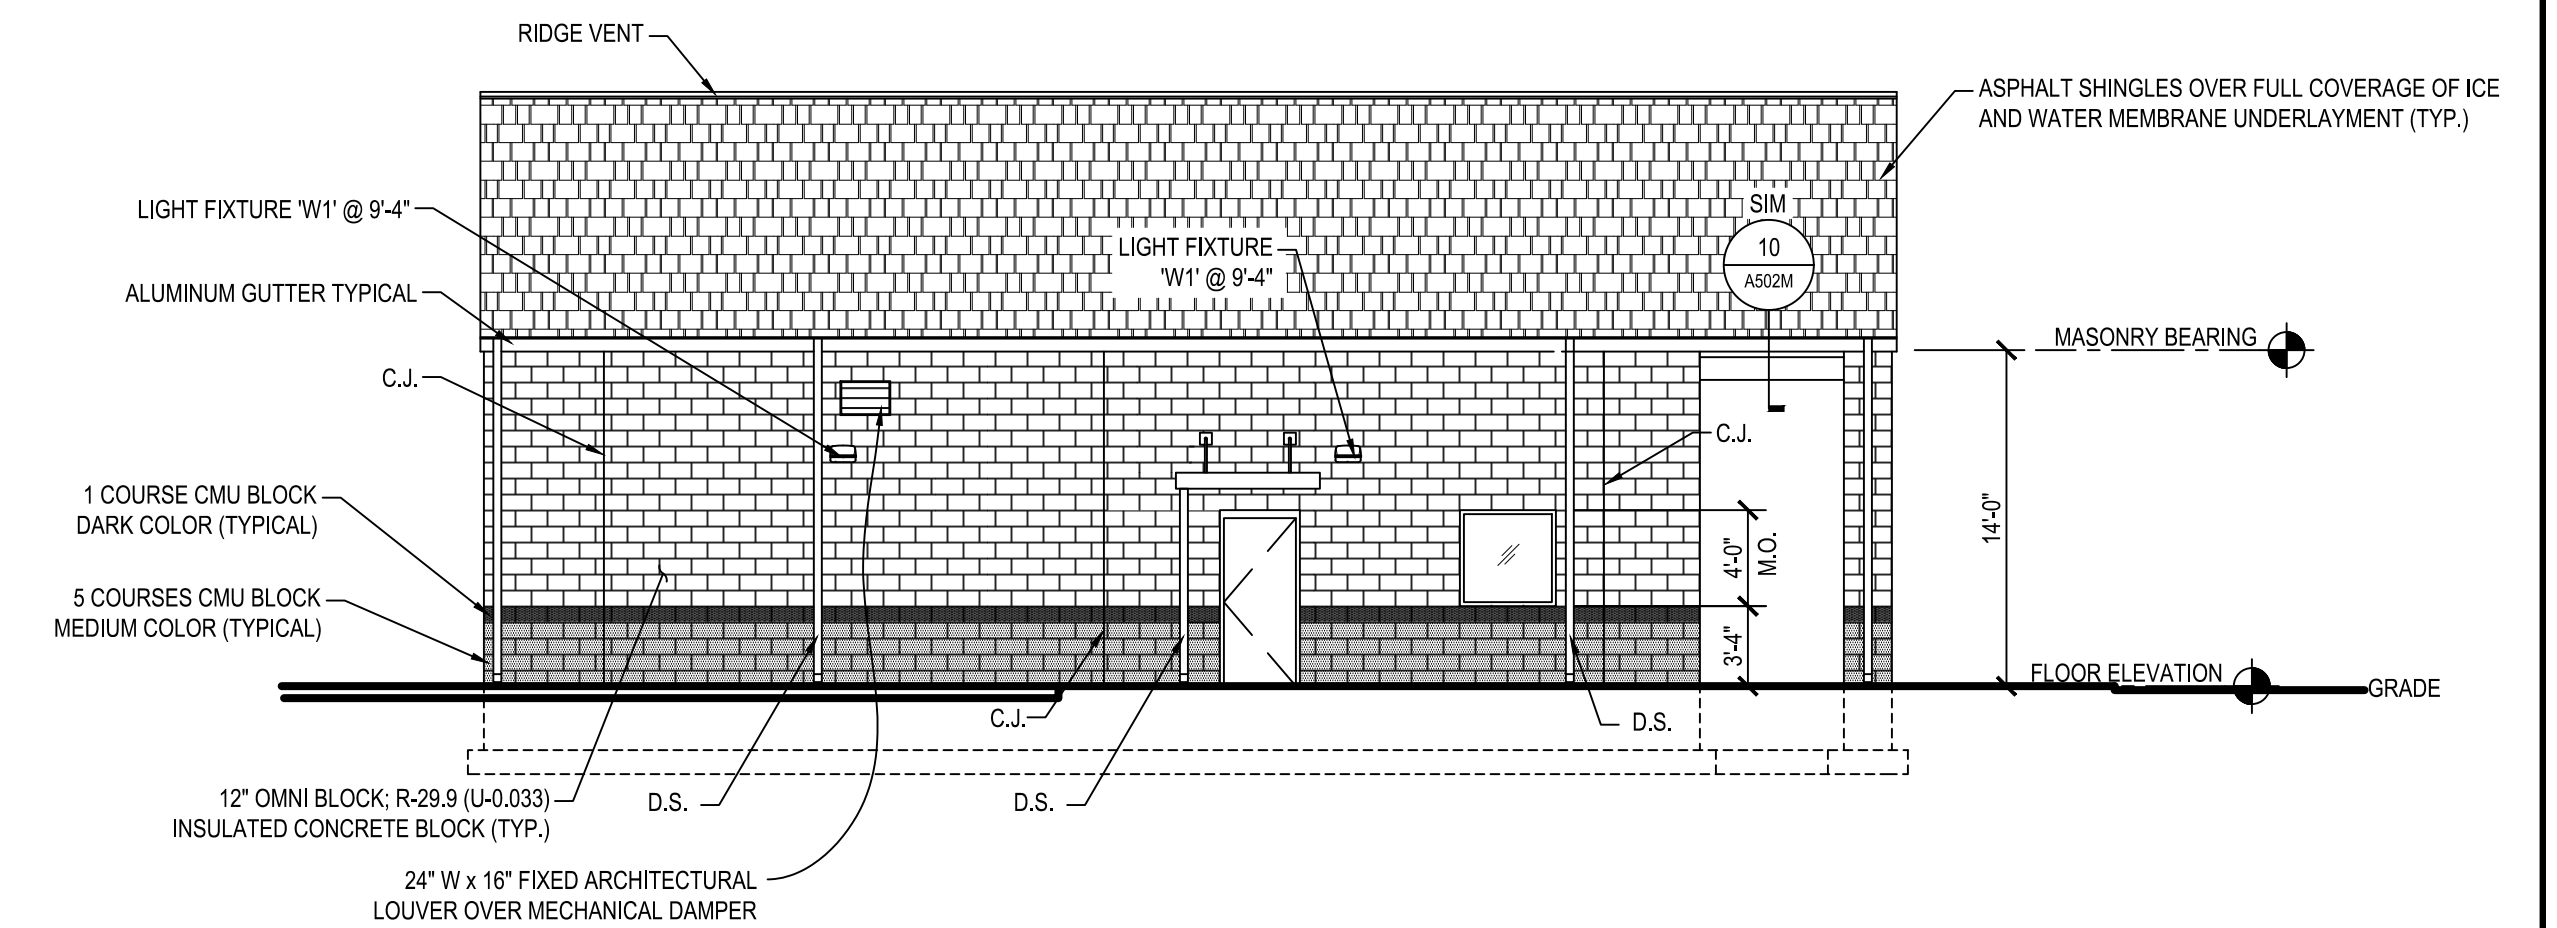 RIDGE VENT
ASPHALT SHINGLES OVER FULL COVERAGE OF ICE
AND WATER MEMBRANE UNDERLAYMENT (TYP.)
LIGHT FIXTURE 'W1' @ 9'-4"
SIM
10
A502M
LIGHT FIXTURE
'W1' @ 9'-4"
ALUMINUM GUTTER TYPICAL
MASONRY BEARING
C.J.
C.J.
1 COURSE CMU BLOCK
DARK COLOR (TYPICAL)
14'-0"
4'-0"
M.O.
5 COURSES CMU BLOCK
MEDIUM COLOR (TYPICAL)
3'-4"
FLOOR ELEVATION
GRADE
C.J.
D.S.
12" OMNI BLOCK; R-29.9 (U-0.033)
INSULATED CONCRETE BLOCK (TYP.)
D.S.
D.S.
24" W x 16" FIXED ARCHITECTURAL
LOUVER OVER MECHANICAL DAMPER